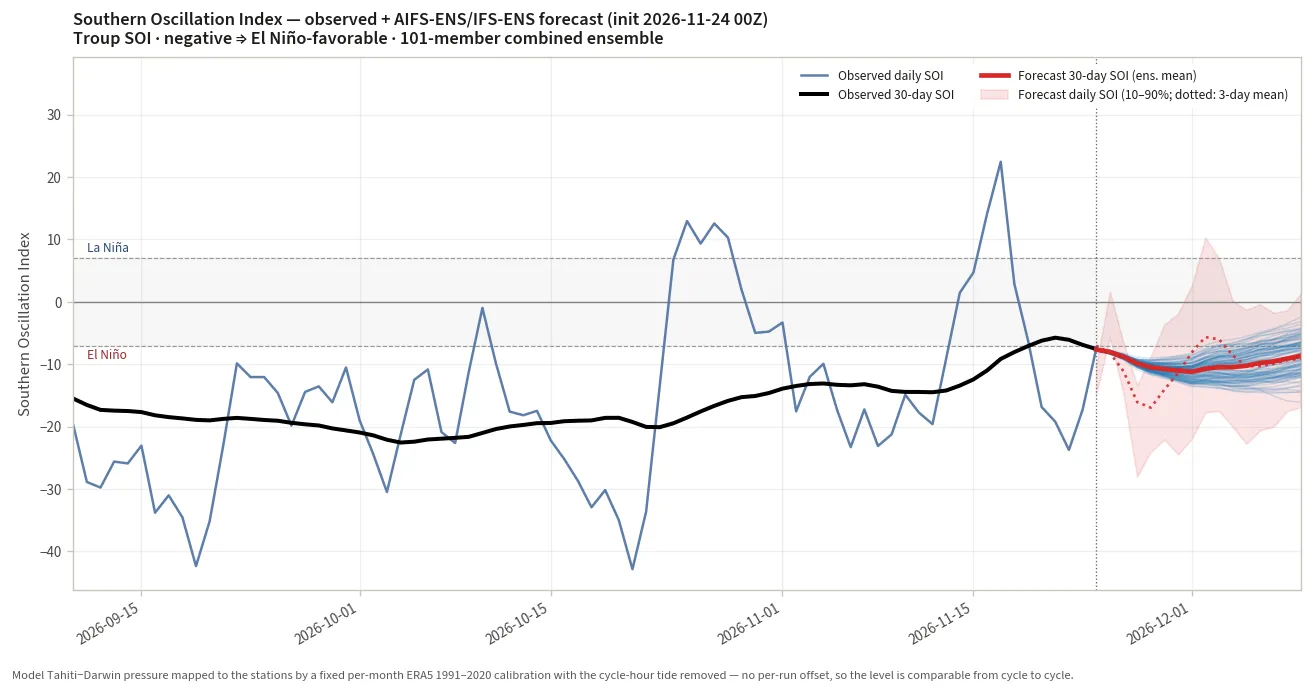 Southern Oscillation Index — observed + AIFS-ENS/IFS-ENS forecast (init 2026-11-24 00Z)
Troup SOI · negative ⇒ El Niño-favorable · 101-member combined ensemble
Observed daily SOI
Observed 30-day SOI
Forecast 30-day SOI (ens. mean)
Forecast daily SOI (10–90%; dotted: 3-day mean)
Southern Oscillation Index
30
20
10
0
−10
−20
−30
−40
La Niña
El Niño
2026-09-15
2026-10-01
2026-10-15
2026-11-01
2026-11-15
2026-12-01
Model Tahiti−Darwin pressure mapped to the stations by a fixed per-month ERA5 1991–2020 calibration with the cycle-hour tide removed — no per-run offset, so the level is comparable from cycle to cycle.